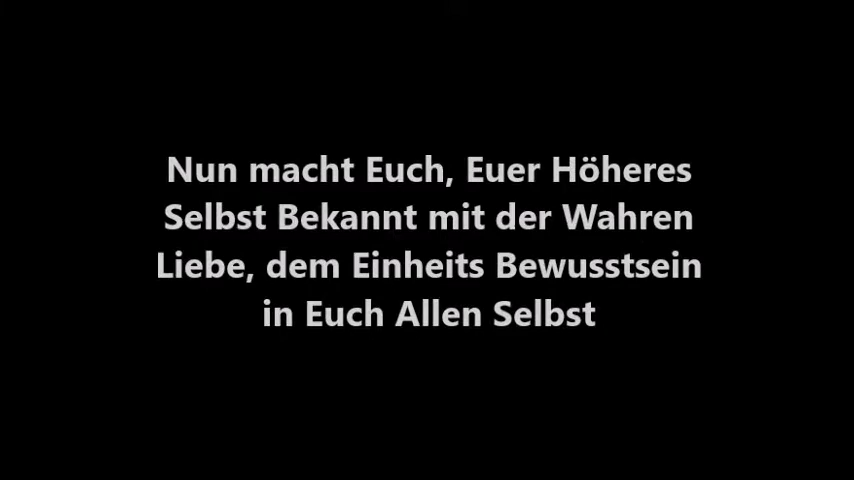 Nun macht Euch, Euer Höheres
Selbst Bekannt mit der Wahren
Liebe, dem Einheits Bewusstsein
in Euch Allen Selbst